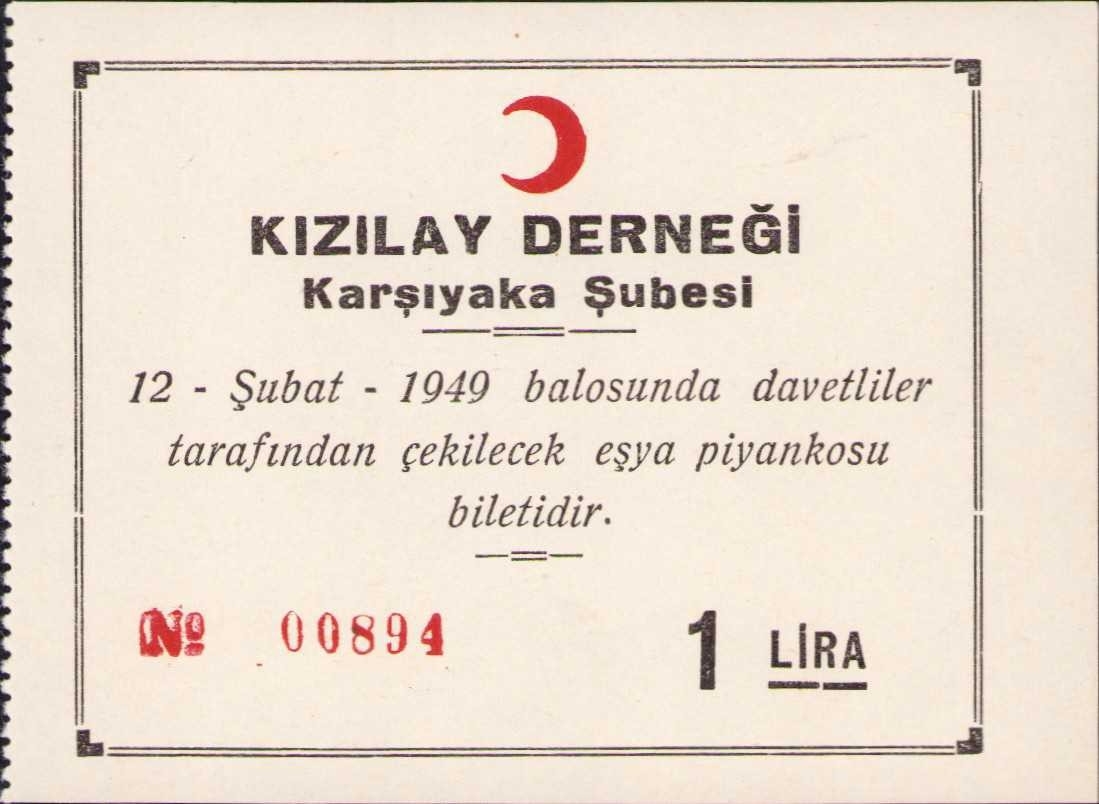 KIZILAY DERNEĞİ
Karşıyaka Şubesi
12 - Şubat - 1949 balosunda davetliler
tarafından çekilecek eşya piyankosu
biletidir.
Nº 00894 1 LİRA